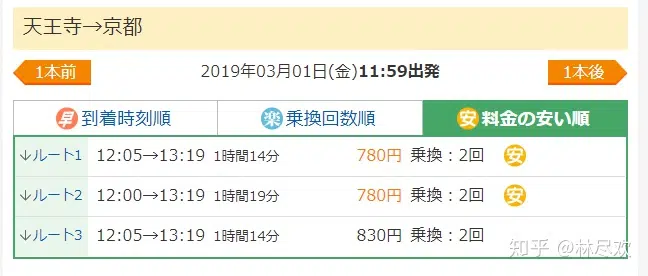 天王寺→京都
1本前 2019年03月01日(金)11:59出発 1本後
早 到着時刻順 楽 乗換回数順 安 料金の安い順
↓ルート1 12:05→13:19 1時間14分 780円 乗換：2回 安
↓ルート2 12:00→13:19 1時間19分 780円 乗換：2回 安
↓ルート3 12:05→13:19 1時間14分 830円 乗換：2回
知乎 @林尽欢